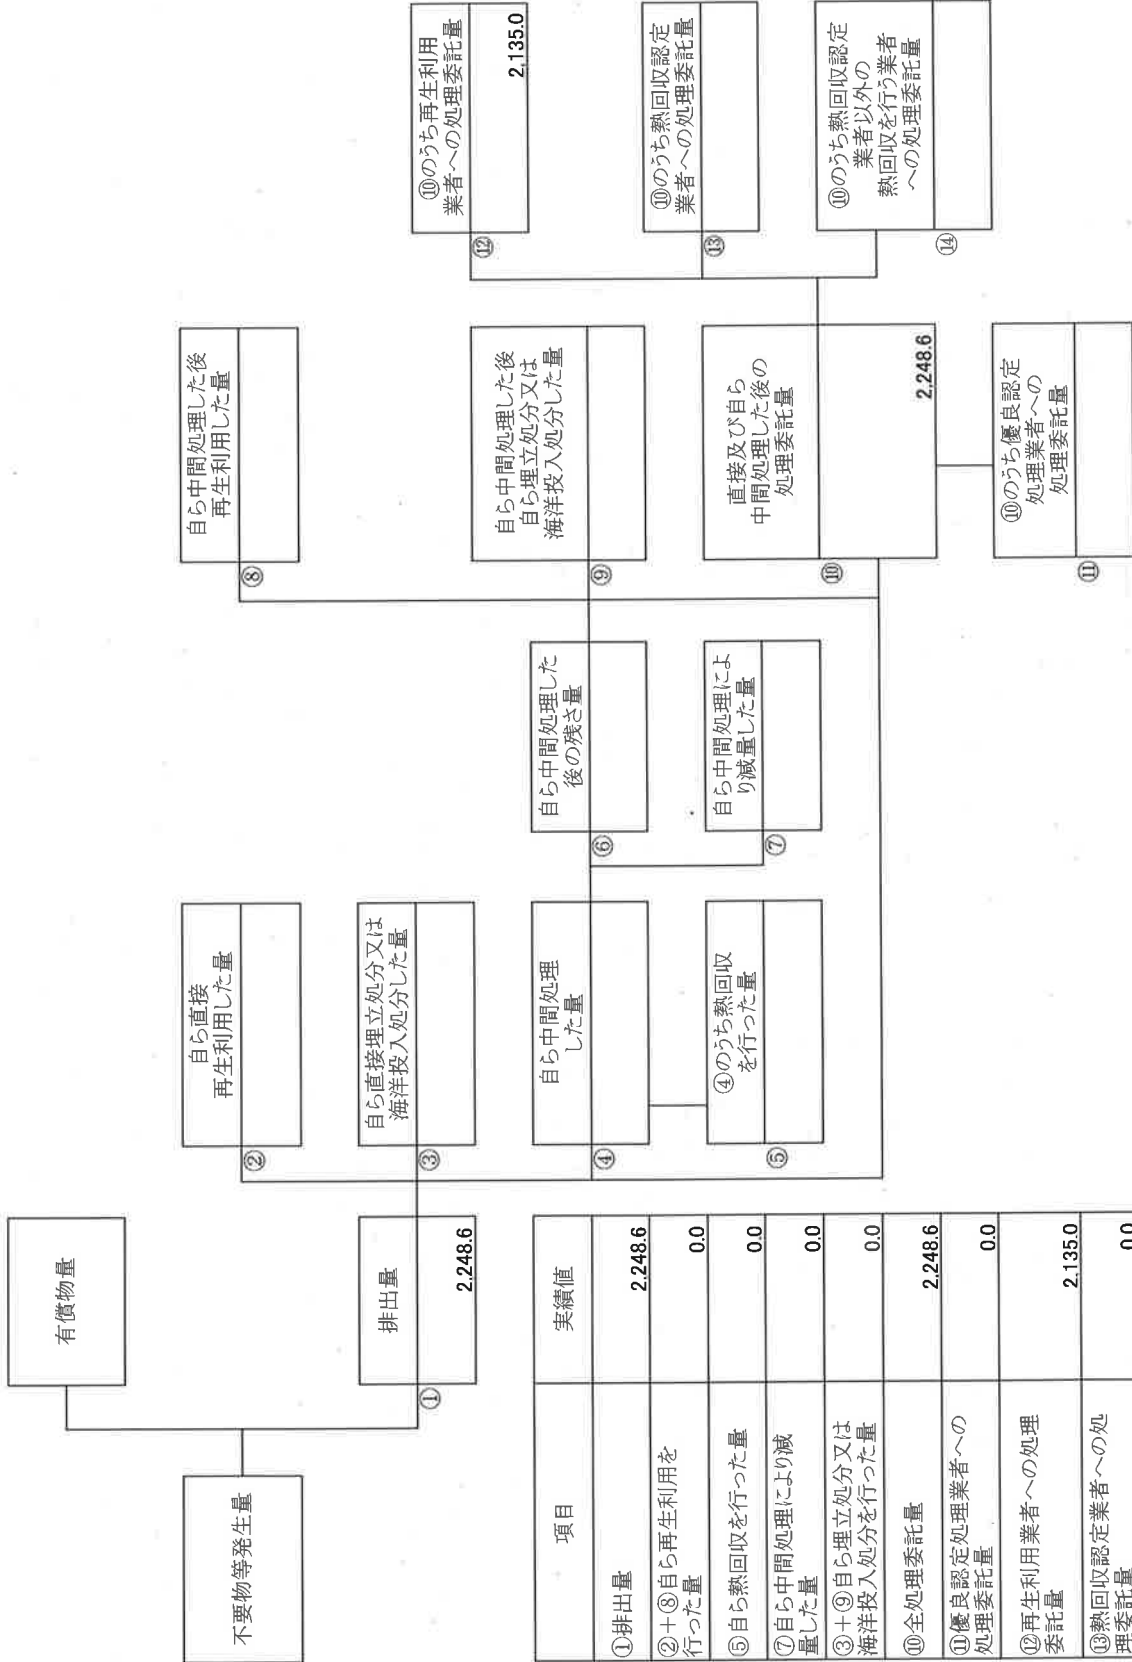 不要物等発生量
有償物量
排出量
①
2,248.6
②
自ら直接
再生利用した量
③
自ら直接埋立処分又は
海洋投入処分した量
④
自ら中間処理
した量
⑤
④のうち熱回収
を行った量
⑥
自ら中間処理した
後の残さ量
⑦
自ら中間処理によ
り減量した量
⑧
自ら中間処理した後
再生利用した量
⑨
自ら中間処理した後
自ら埋立処分又は
海洋投入処分した量
⑩
直接及び自ら
中間処理した後の
処理委託量
2,248.6
⑪
⑩のうち優良認定
処理業者への
処理委託量
⑫
⑩のうち再生利用
業者への処理委託量
2,135.0
⑬
⑩のうち熱回収認定
業者への処理委託量
⑭
⑩のうち熱回収認定
業者以外の
熱回収を行う業者
への処理委託量
項目 実績値
①排出量 2,248.6
②+⑧自ら再生利用を
行った量 0.0
⑤自ら熱回収を行った量 0.0
⑦自ら中間処理により減
量した量 0.0
③+⑨自ら埋立処分又は
海洋投入処分を行った量 0.0
⑩全処理委託量 2,248.6
⑪優良認定処理業者への
処理委託量 0.0
⑫再生利用業者への処理
委託量 2,135.0
⑬熱回収認定業者への処
理委託量 0.0